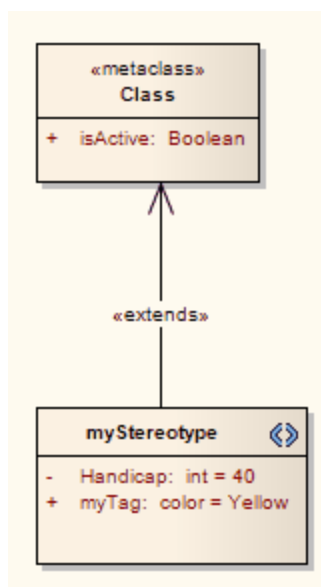 «metaclass»
Class
+ isActive: Boolean
«extends»
myStereotype
- Handicap: int = 40
+ myTag: color = Yellow